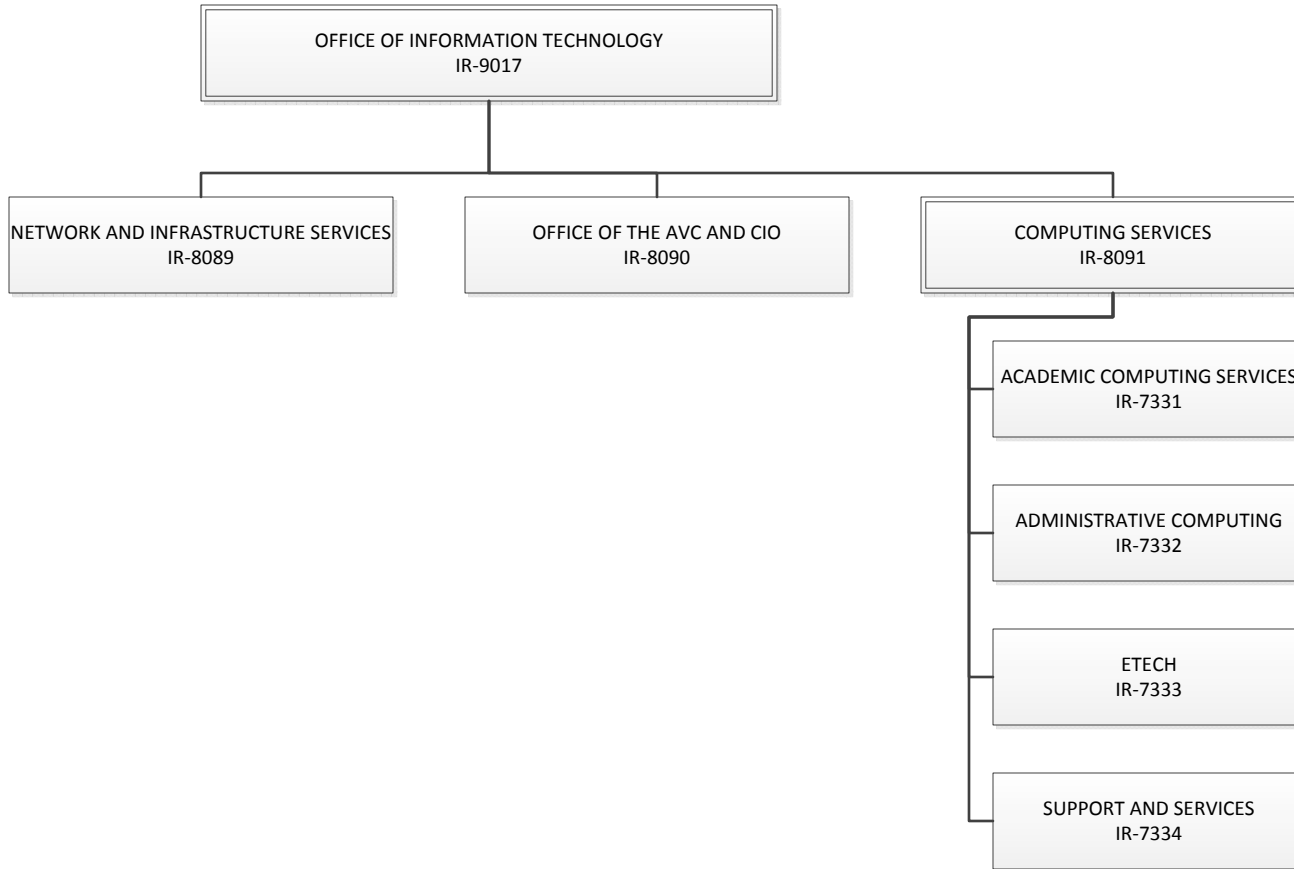 OFFICE OF INFORMATION TECHNOLOGY
IR-9017
NETWORK AND INFRASTRUCTURE SERVICES
IR-8089
OFFICE OF THE AVC AND CIO
IR-8090
COMPUTING SERVICES
IR-8091
ACADEMIC COMPUTING SERVICES
IR-7331
ADMINISTRATIVE COMPUTING
IR-7332
ETECH
IR-7333
SUPPORT AND SERVICES
IR-7334